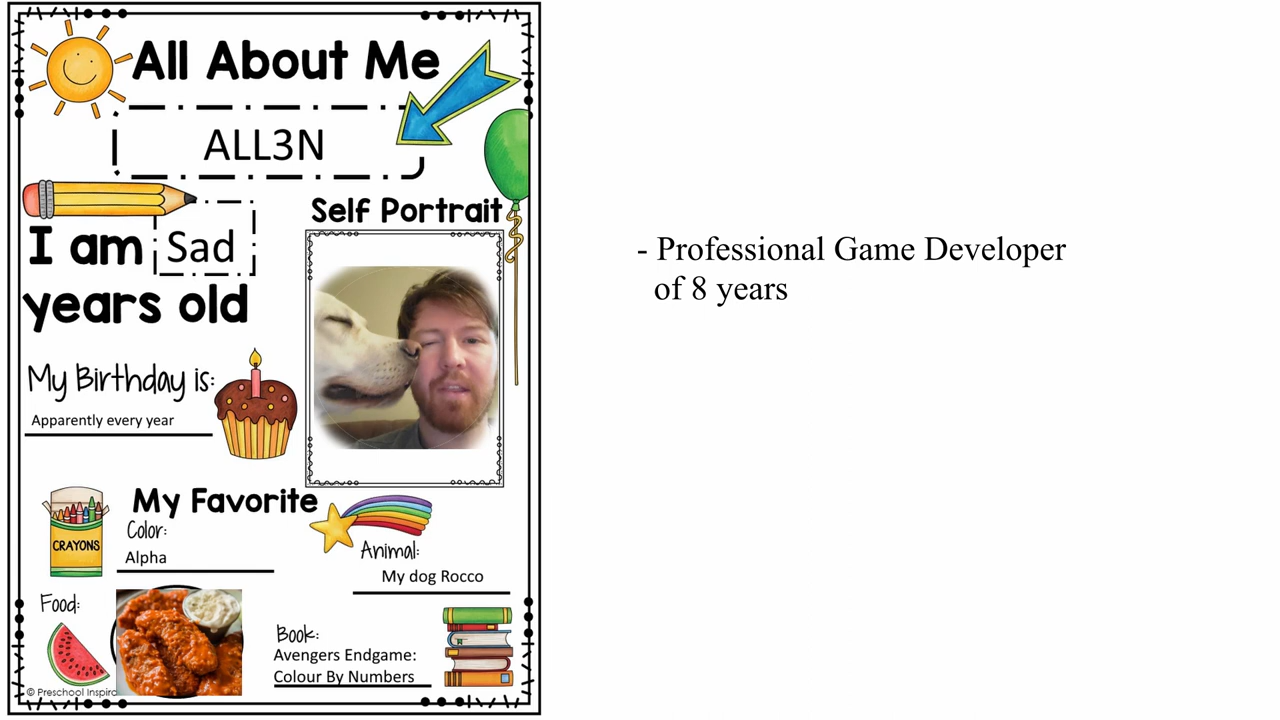 All About Me
ALL3N
Self Portrait
I am Sad
years old
My Birthday is:
Apparently every year
My Favorite
Color:
Alpha
CRAYONS
Animal:
My dog Rocco
Food:
Book:
Avengers Endgame:
Colour By Numbers
© Preschool
- Professional Game Developer
of 8 years